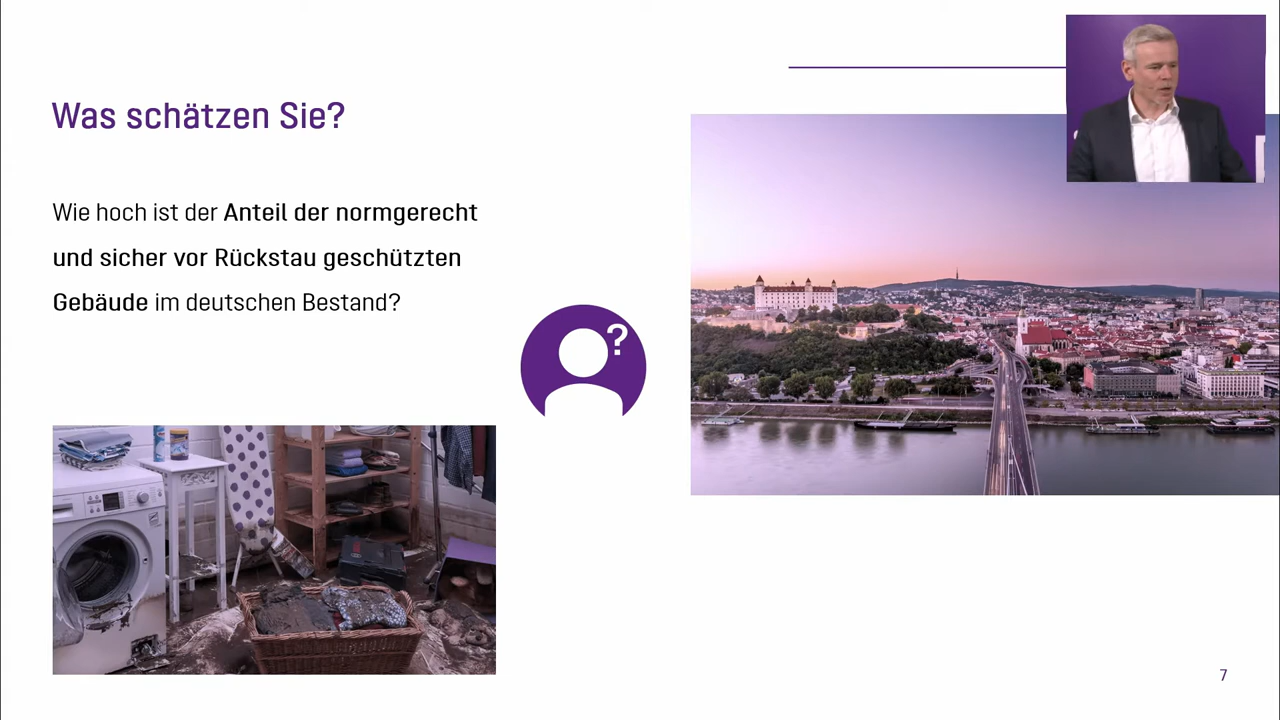 Was schätzen Sie?
Wie hoch ist der Anteil der normgerecht
und sicher vor Rückstau geschützten
Gebäude im deutschen Bestand?
?
7